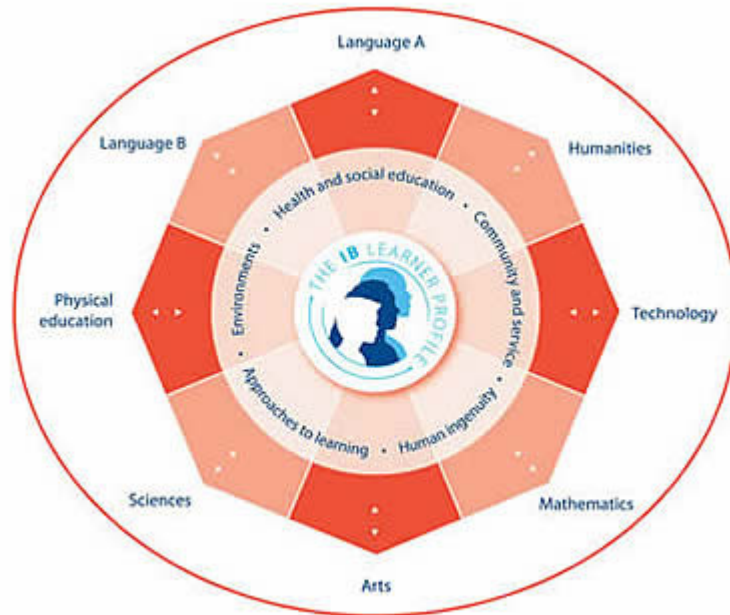 Language A
Language B
Humanities
Health and social education
•
Community and service
•
Environments
•
THE IB LEARNER PROFILE
Physical
education
Technology
•
Approaches to learning
•
Human ingenuity
•
Sciences
Mathematics
Arts